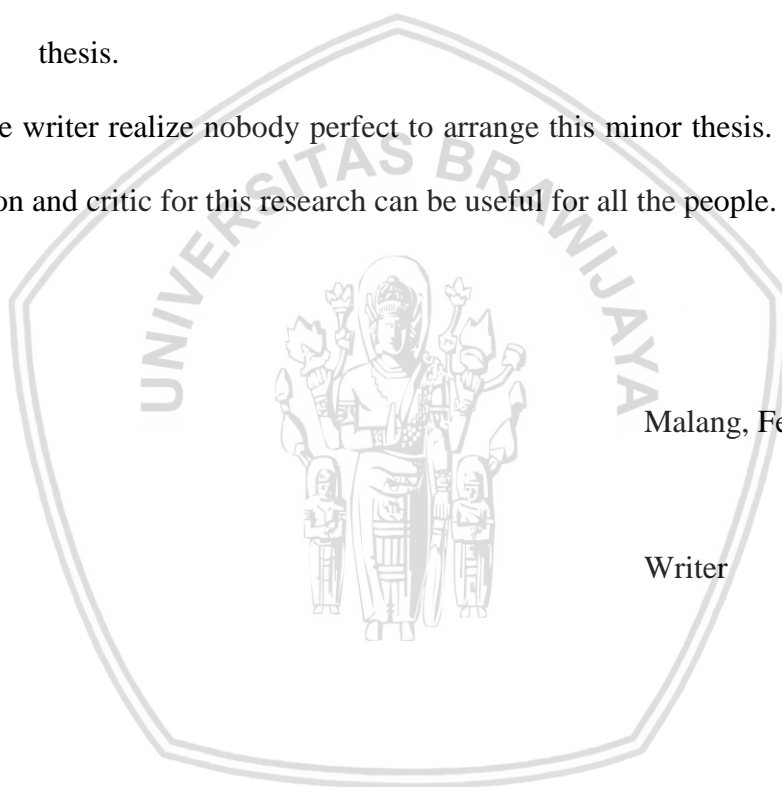 thesis.
e writer realize nobody perfect to arrange this minor thesis.
on and critic for this research can be useful for all the people.
UNIVERSITAS BRAWIJAYA
Malang, Fe
Writer